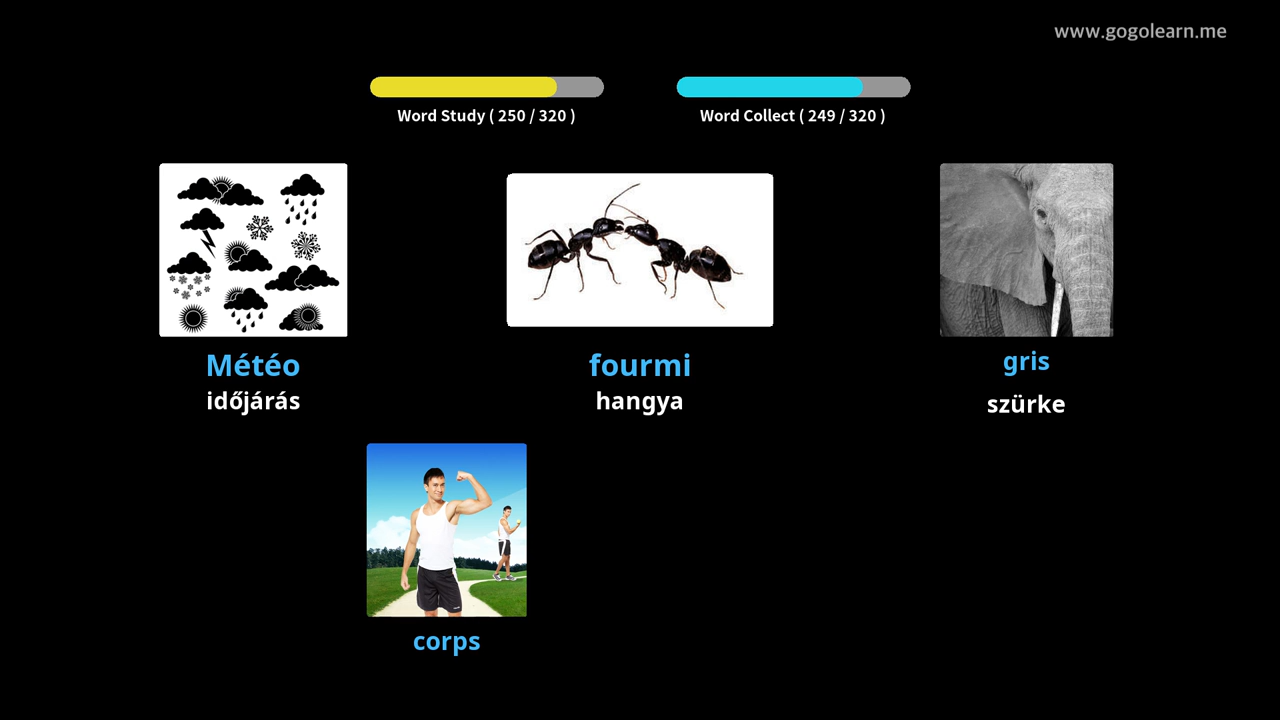 www.gogolearn.me
Word Study ( 250 / 320 )
Word Collect ( 249 / 320 )
Météo
időjárás
fourmi
hangya
gris
szürke
corps